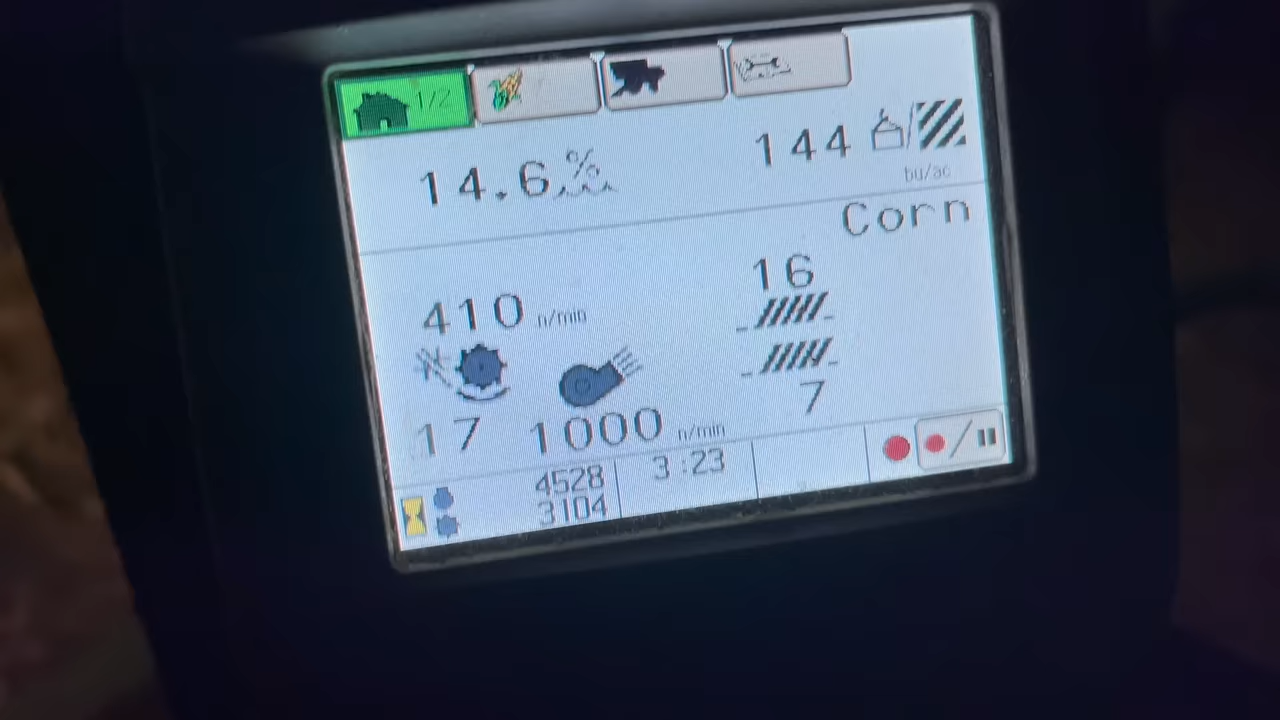 1/2
14.6 %
144
bu/ac
Corn
410 n/min
16
17
1000 n/min
7
4528
3104
3:23